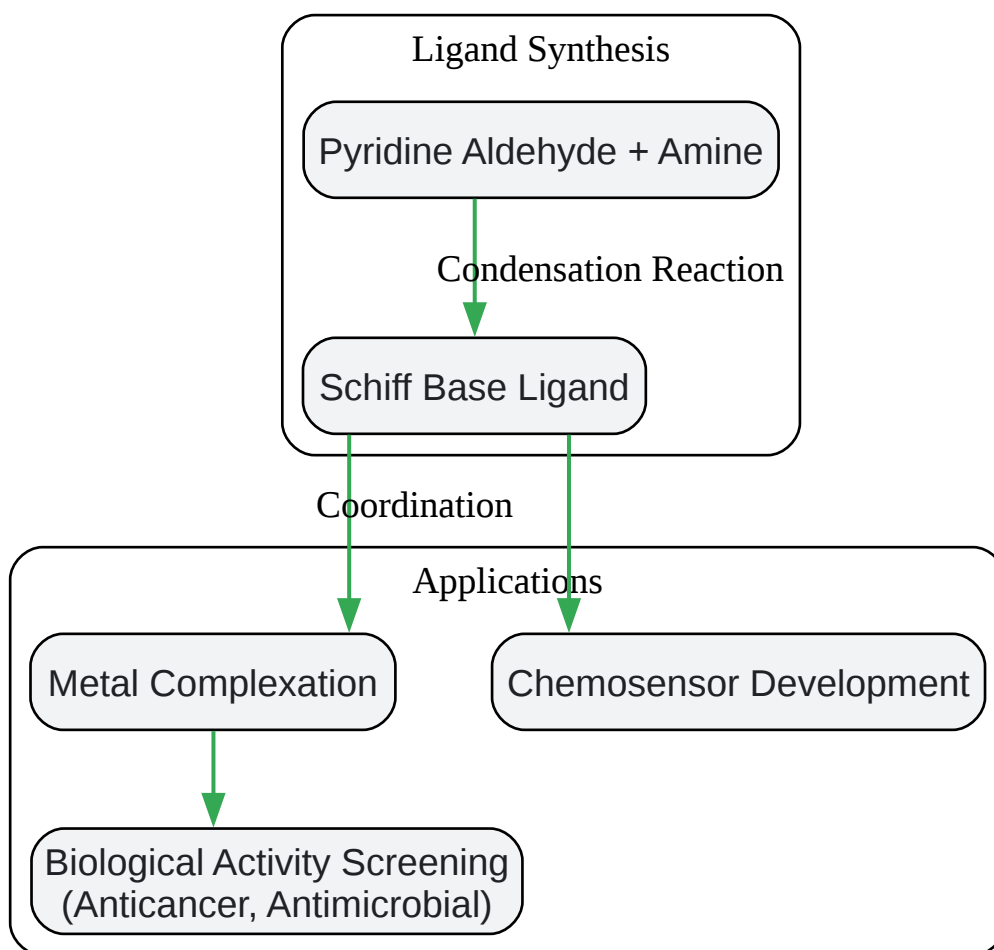 Ligand Synthesis
Pyridine Aldehyde + Amine
Condensation Reaction
Schiff Base Ligand
Coordination
Applications
Metal Complexation
Chemosensor Development
Biological Activity Screening
(Anticancer, Antimicrobial)